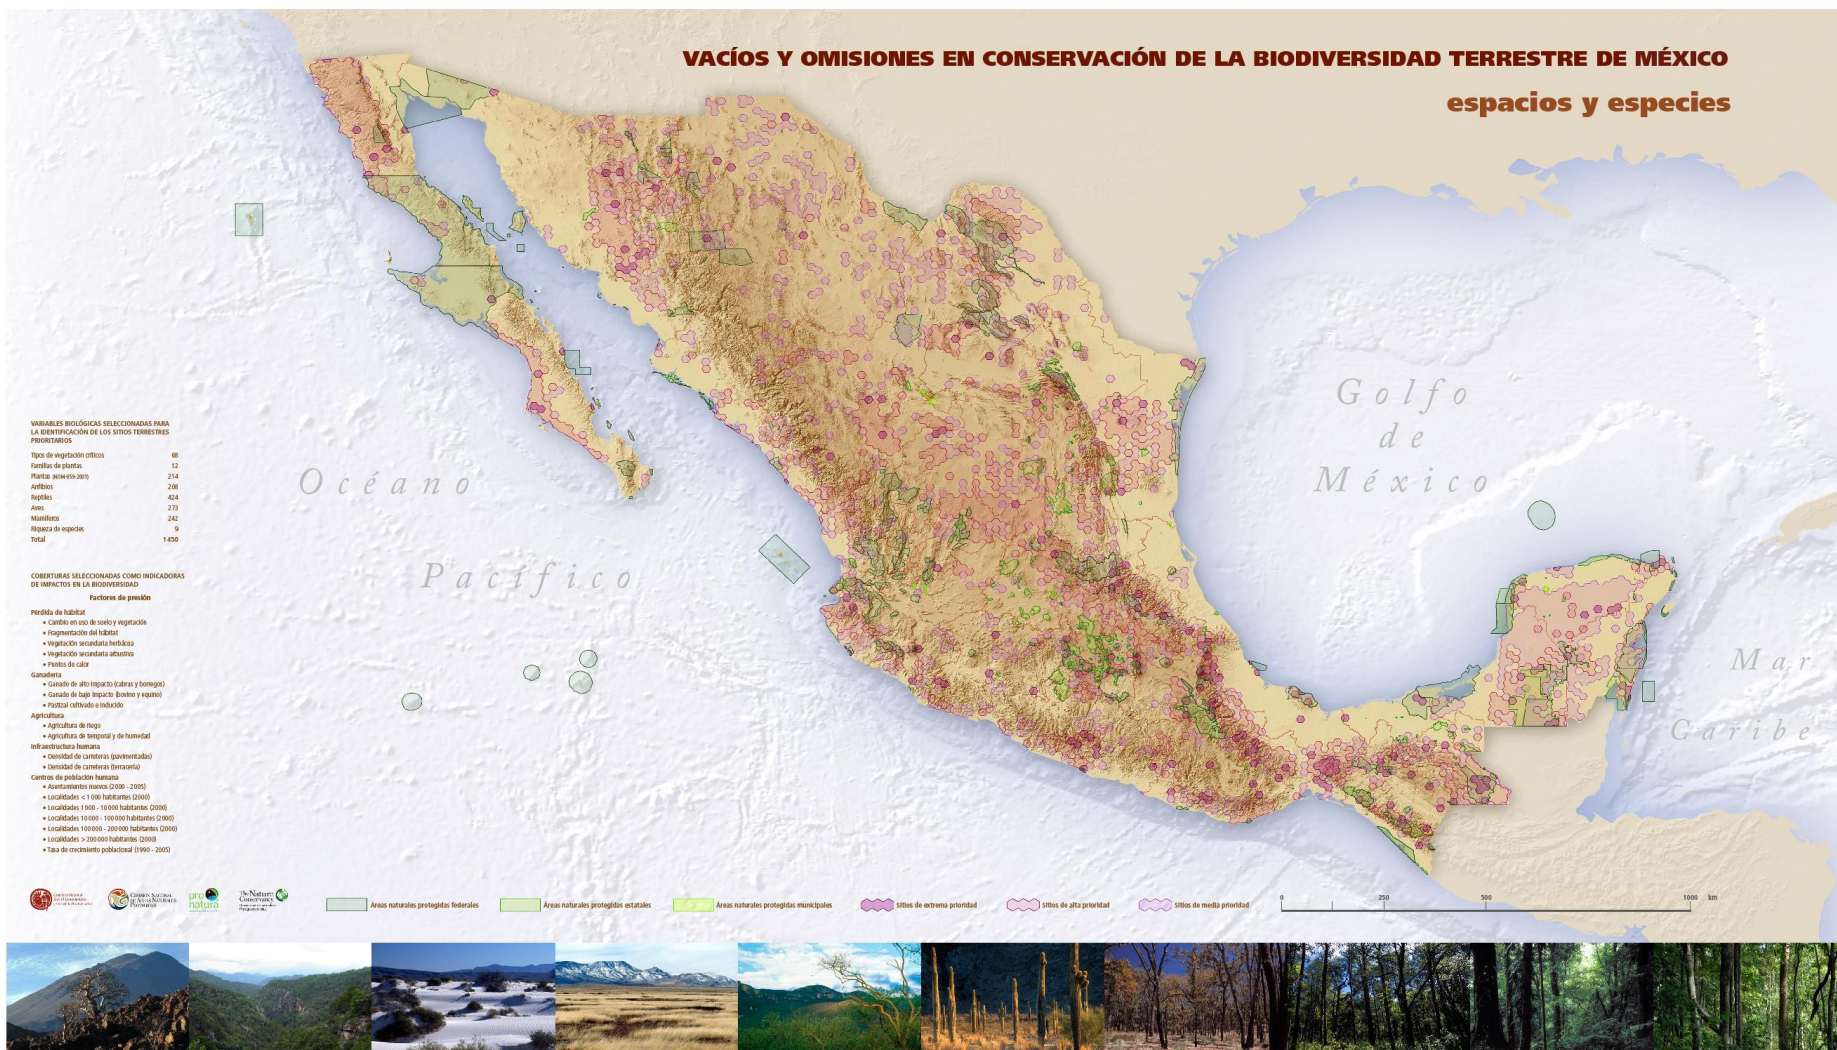 VACÍOS Y OMISIONES EN CONSERVACIÓN DE LA BIODIVERSIDAD TERRESTRE DE MÉXICO
espacios y especies
Golfo
de
México
Océano
Pacífico
Mar
Caribe
VARIABLES BIOLÓGICAS SELECCIONADAS PARA
LA IDENTIFICACIÓN DE LOS SITIOS TERRESTRES
PRIORITARIOS
Tipos de vegetación críticos 68
Familias de plantas 12
Plantas (NOM-059-2001) 214
Anfibios 208
Reptiles 424
Aves 273
Mamíferos 242
Riqueza de especies 9
Total 1 450
COBERTURAS SELECCIONADAS COMO INDICADORAS
DE IMPACTOS EN LA BIODIVERSIDAD
Factores de presión
Pérdida de hábitat
• Cambio en uso de suelo y vegetación
• Fragmentación del hábitat
• Vegetación secundaria herbácea
• Vegetación secundaria arbustiva
• Puntos de calor
Ganadería
• Ganado de alto impacto (cabras y borregos)
• Ganado de bajo impacto (bovino y equino)
• Pastizal cultivado e inducido
Agricultura
• Agricultura de riego
• Agricultura de temporal y de humedad
Infraestructura humana
• Densidad de carreteras (pavimentadas)
• Densidad de carreteras (terracería)
Centros de población humana
• Asentamientos nuevos (2000 - 2005)
• Localidades < 1 000 habitantes (2000)
• Localidades 1 000 - 10 000 habitantes (2000)
• Localidades 10 000 - 100 000 habitantes (2000)
• Localidades 100 000 - 200 000 habitantes (2000)
• Localidades > 200 000 habitantes (2000)
• Tasa de crecimiento poblacional (1990 - 2005)
COMISIÓN NACIONAL
DE ÁREAS NATURALES
PROTEGIDAS
pro
natura
The Nature
Conservancy
Áreas naturales protegidas federales
Áreas naturales protegidas estatales
Áreas naturales protegidas municipales
Sitios de extrema prioridad
Sitios de alta prioridad
Sitios de media prioridad
0 250 500 1000 km